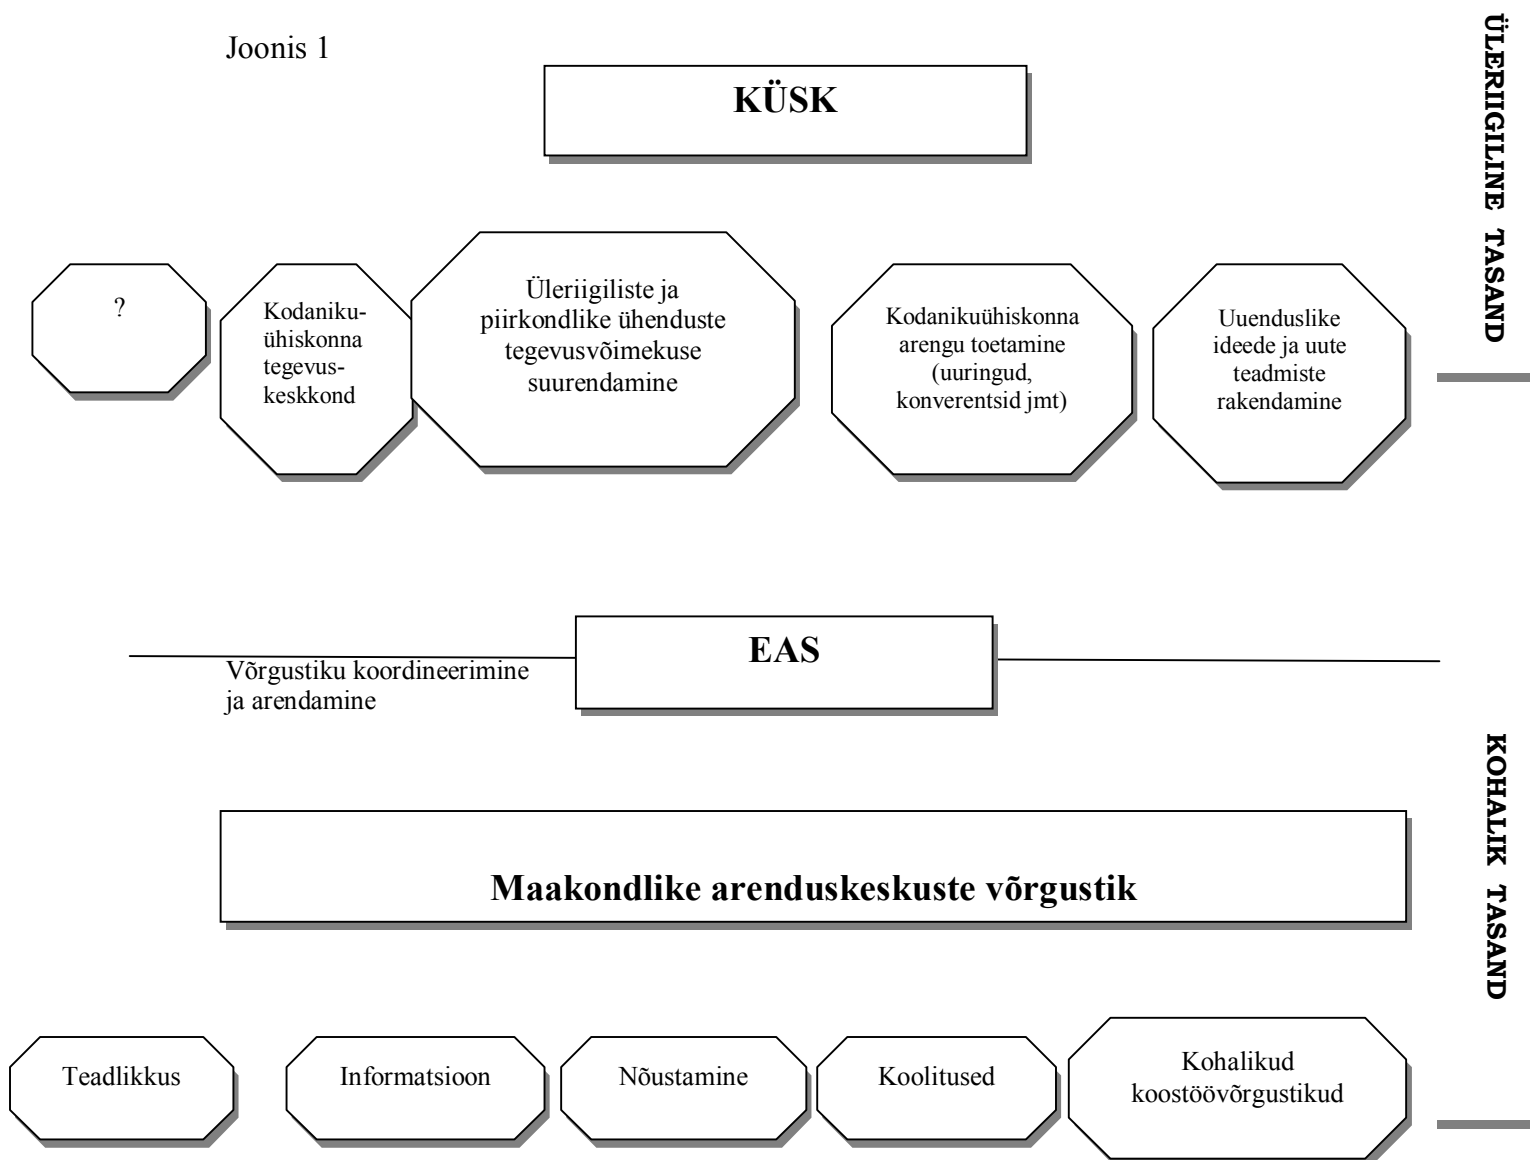 Joonis 1
KÜSK
ÜLERIIGILINE TASAND
?
Kodaniku-
ühiskonna
tegevus-
keskkond
Üleriigiliste ja
piirkondlike ühenduste
tegevusvõimekuse
suurendamine
Kodanikuühiskonna
arengu toetamine
(uuringud,
konverentsid jmt)
Uuenduslike
ideede ja uute
teadmiste
rakendamine
EAS
Võrgustiku koordineerimine
ja arendamine
KOHALIK TASAND
Maakondlike arenduskeskuste võrgustik
Teadlikkus
Informatsioon
Nõustamine
Koolitused
Kohalikud
koostöövõrgustikud